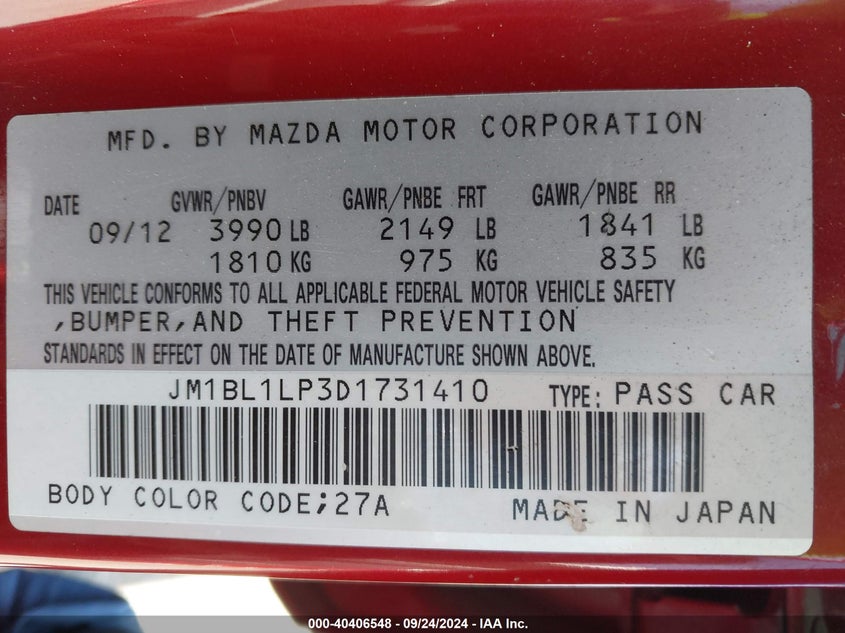 MFD. BY MAZDA MOTOR CORPORATION
DATE GVWR/PNBV GAWR/PNBE FRT GAWR/PNBE RR
09/12 3990 LB 2149 LB 1841 LB
1810 KG 975 KG 835 KG
THIS VEHICLE CONFORMS TO ALL APPLICABLE FEDERAL MOTOR VEHICLE SAFETY
,BUMPER,AND THEFT PREVENTION
STANDARDS IN EFFECT ON THE DATE OF MANUFACTURE SHOWN ABOVE.
JM1BL1LP3D1731410 TYPE: PASS CAR
BODY COLOR CODE;27A MADE IN JAPAN
000-40406548 - 09/24/2024 - IAA Inc.